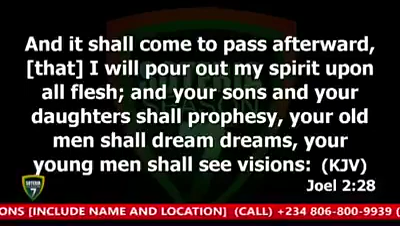 And it shall come to pass afterward,
[that] I will pour out my spirit upon
all flesh; and your sons and your
daughters shall prophesy, your old
men shall dream dreams, your
young men shall see visions: (KJV)
Joel 2:28
SEASON
7
ONS [INCLUDE NAME AND LOCATION] (CALL) +234 806-800-9939 (